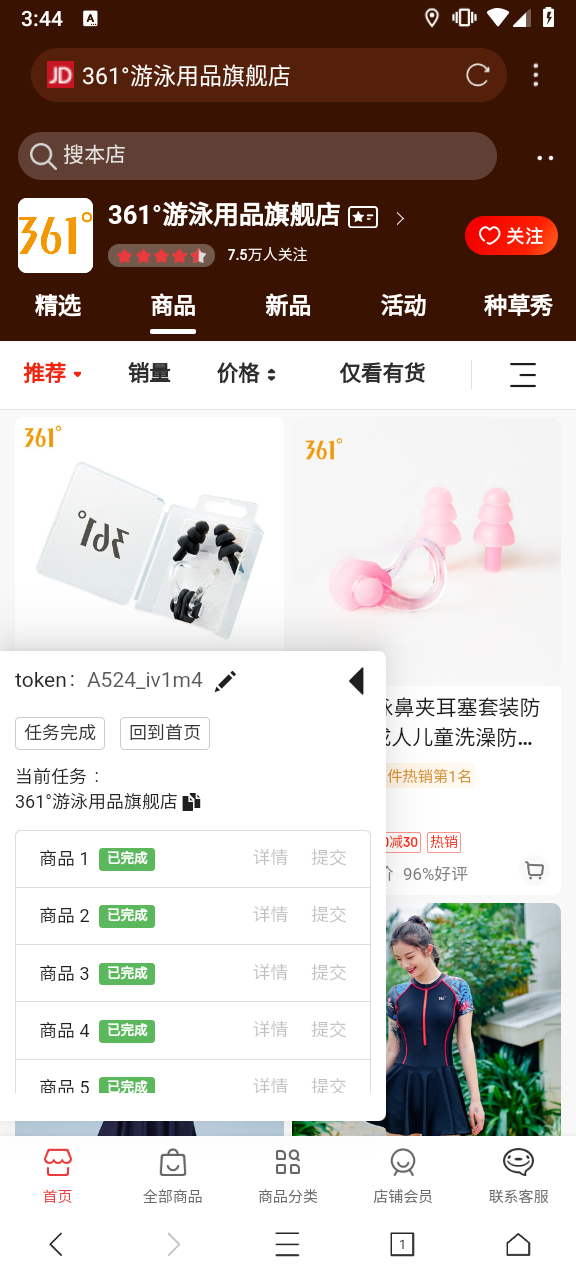 3:44
A
JD 361°游泳用品旗舰店
搜本店
361°
361°游泳用品旗舰店
7.5万人关注
关注
精选 商品 新品 活动 种草秀
推荐 销量 价格 仅看有货
361°
361°
361°
token: A524_iv1m4
任务完成 回到首页
当前任务：
361°游泳用品旗舰店
泳鼻夹耳塞套装防
成人儿童洗澡防...
件热销第1名
0减30 热销
价 96%好评
商品 1 已完成 详情 提交
商品 2 已完成 详情 提交
商品 3 已完成 详情 提交
商品 4 已完成 详情 提交
商品 5 已完成 详情 提交
361°
首页 全部商品 商品分类 店铺会员 联系客服
1